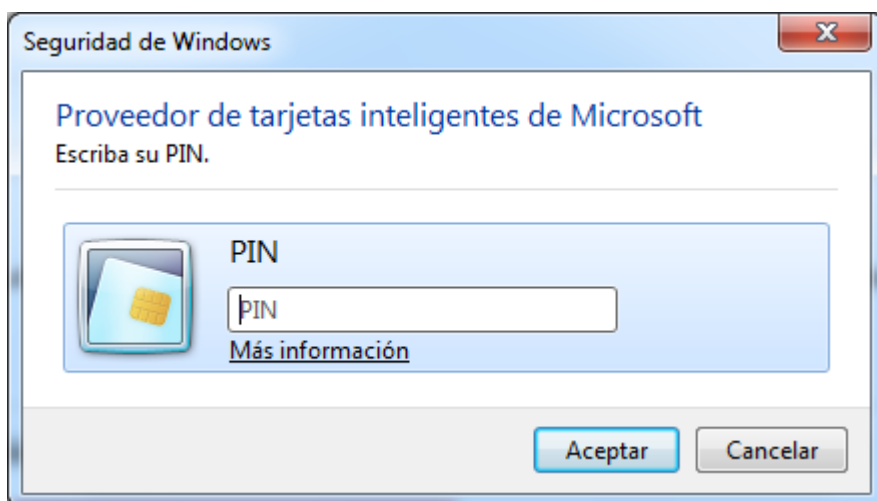 Seguridad de Windows
Proveedor de tarjetas inteligentes de Microsoft
Escriba su PIN.
PIN
PIN
Más información
Aceptar
Cancelar